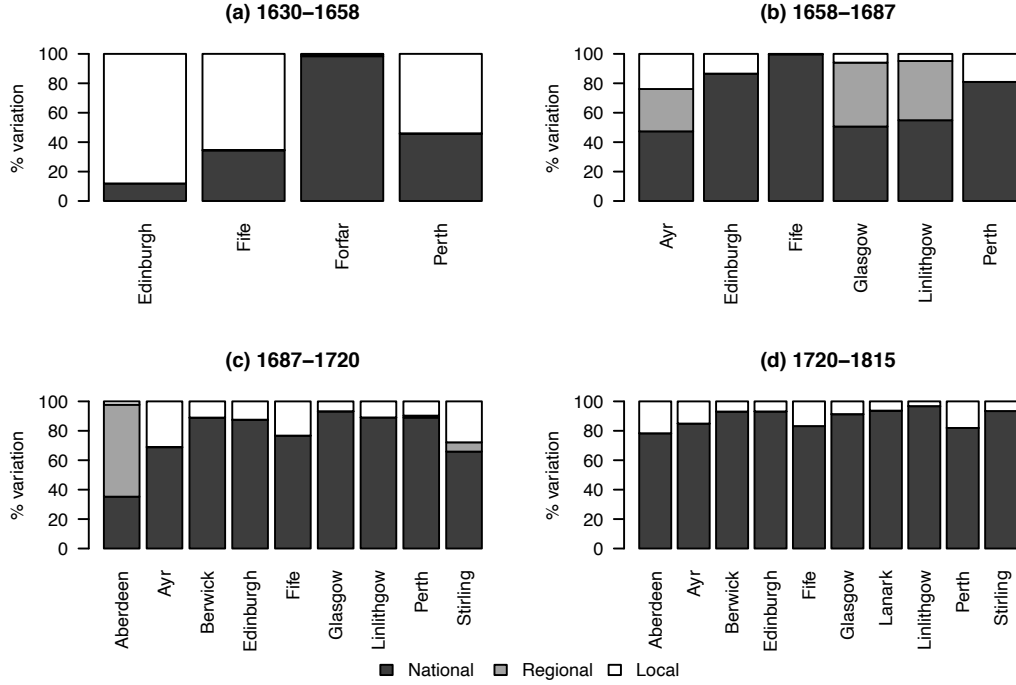 (a) 1630−1658
% variation
100
80
60
40
20
0
Edinburgh
Fife
Forfar
Perth
(b) 1658−1687
% variation
100
80
60
40
20
0
Ayr
Edinburgh
Fife
Glasgow
Linlithgow
Perth
(c) 1687−1720
% variation
100
80
60
40
20
0
Aberdeen
Ayr
Berwick
Edinburgh
Fife
Glasgow
Linlithgow
Perth
Stirling
(d) 1720−1815
% variation
100
80
60
40
20
0
Aberdeen
Ayr
Berwick
Edinburgh
Fife
Glasgow
Lanark
Linlithgow
Perth
Stirling
National Regional Local